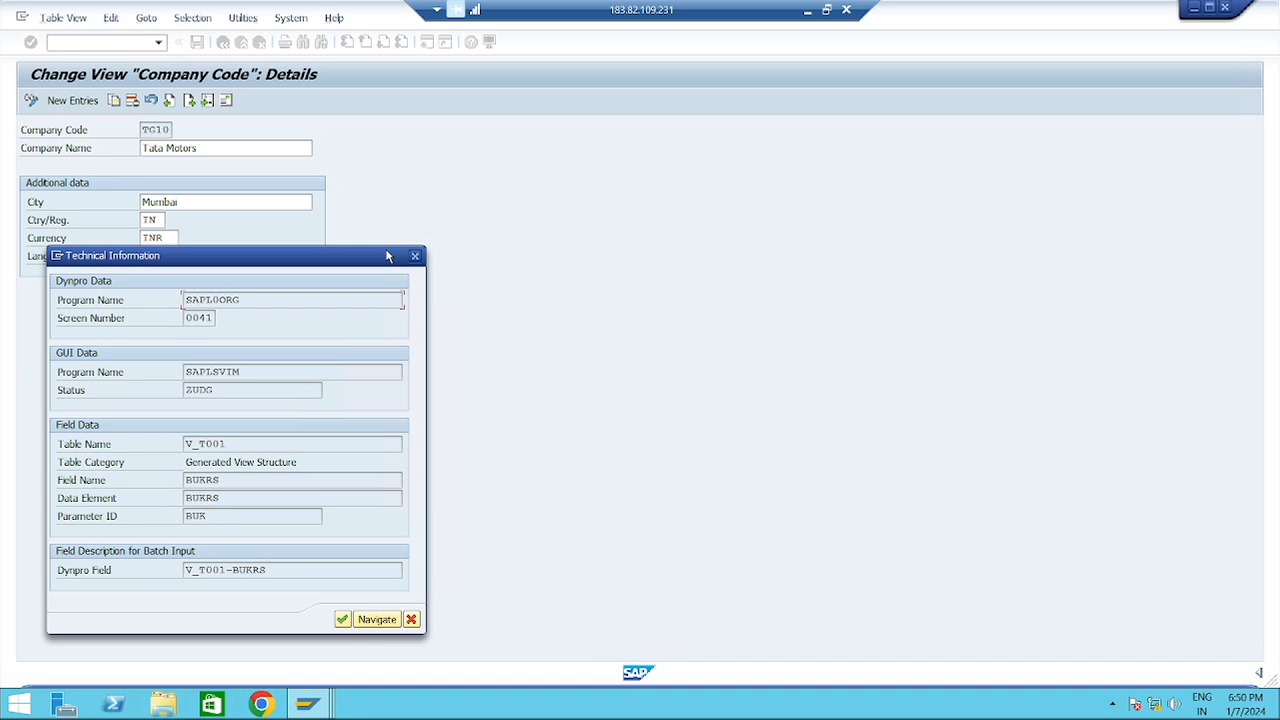 Table View Edit Goto Selection Utilities System Help
183.82.109.231
Change View "Company Code": Details
New Entries
Company Code TG10
Company Name Tata Motors
Additional data
City Mumbai
Ctry/Reg. IN
Currency INR
Lang
Technical Information
Dynpro Data
Program Name SAPL0ORG
Screen Number 0041
GUI Data
Program Name SAPLSVIM
Status ZUDG
Field Data
Table Name V_T001
Table Category Generated View Structure
Field Name BUKRS
Data Element BUKRS
Parameter ID BUK
Field Description for Batch Input
Dynpro Field V_T001-BUKRS
Navigate
SAP
ENG 6:50 PM
IN 1/7/2024